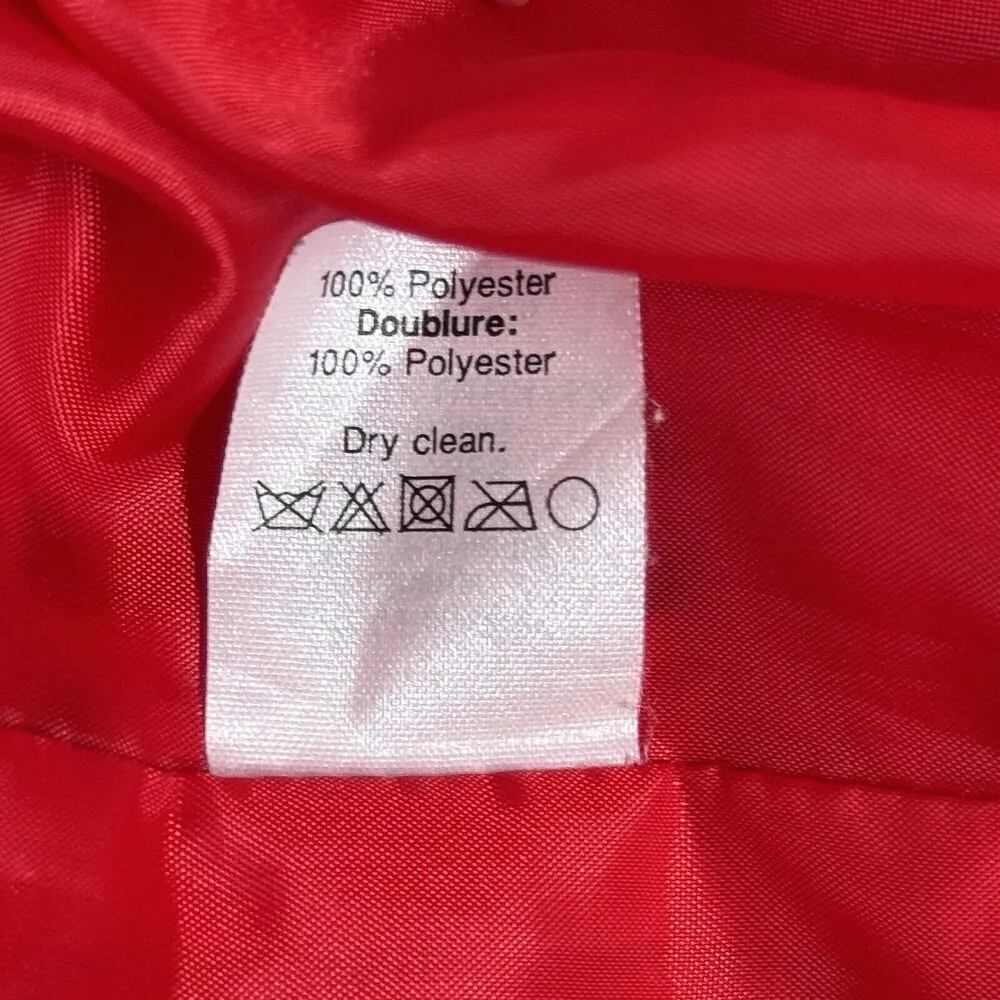 100% Polyester
Doublure:
100% Polyester
Dry clean.